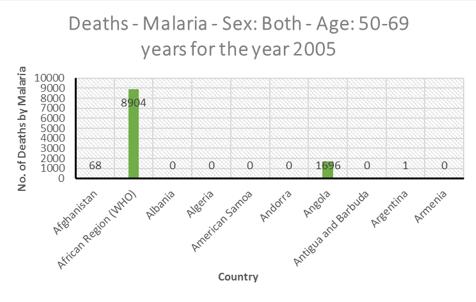 Deaths - Malaria - Sex: Both - Age: 50-69
years for the year 2005
No. of Deaths by Malaria
10000
9000
8000
7000
6000
5000
4000
3000
2000
1000
0
68
8904
0
0
0
0
1696
0
1
0
Afghanistan
African Region (WHO)
Albania
Algeria
American Samoa
Andorra
Angola
Antigua and Barbuda
Argentina
Armenia
Country